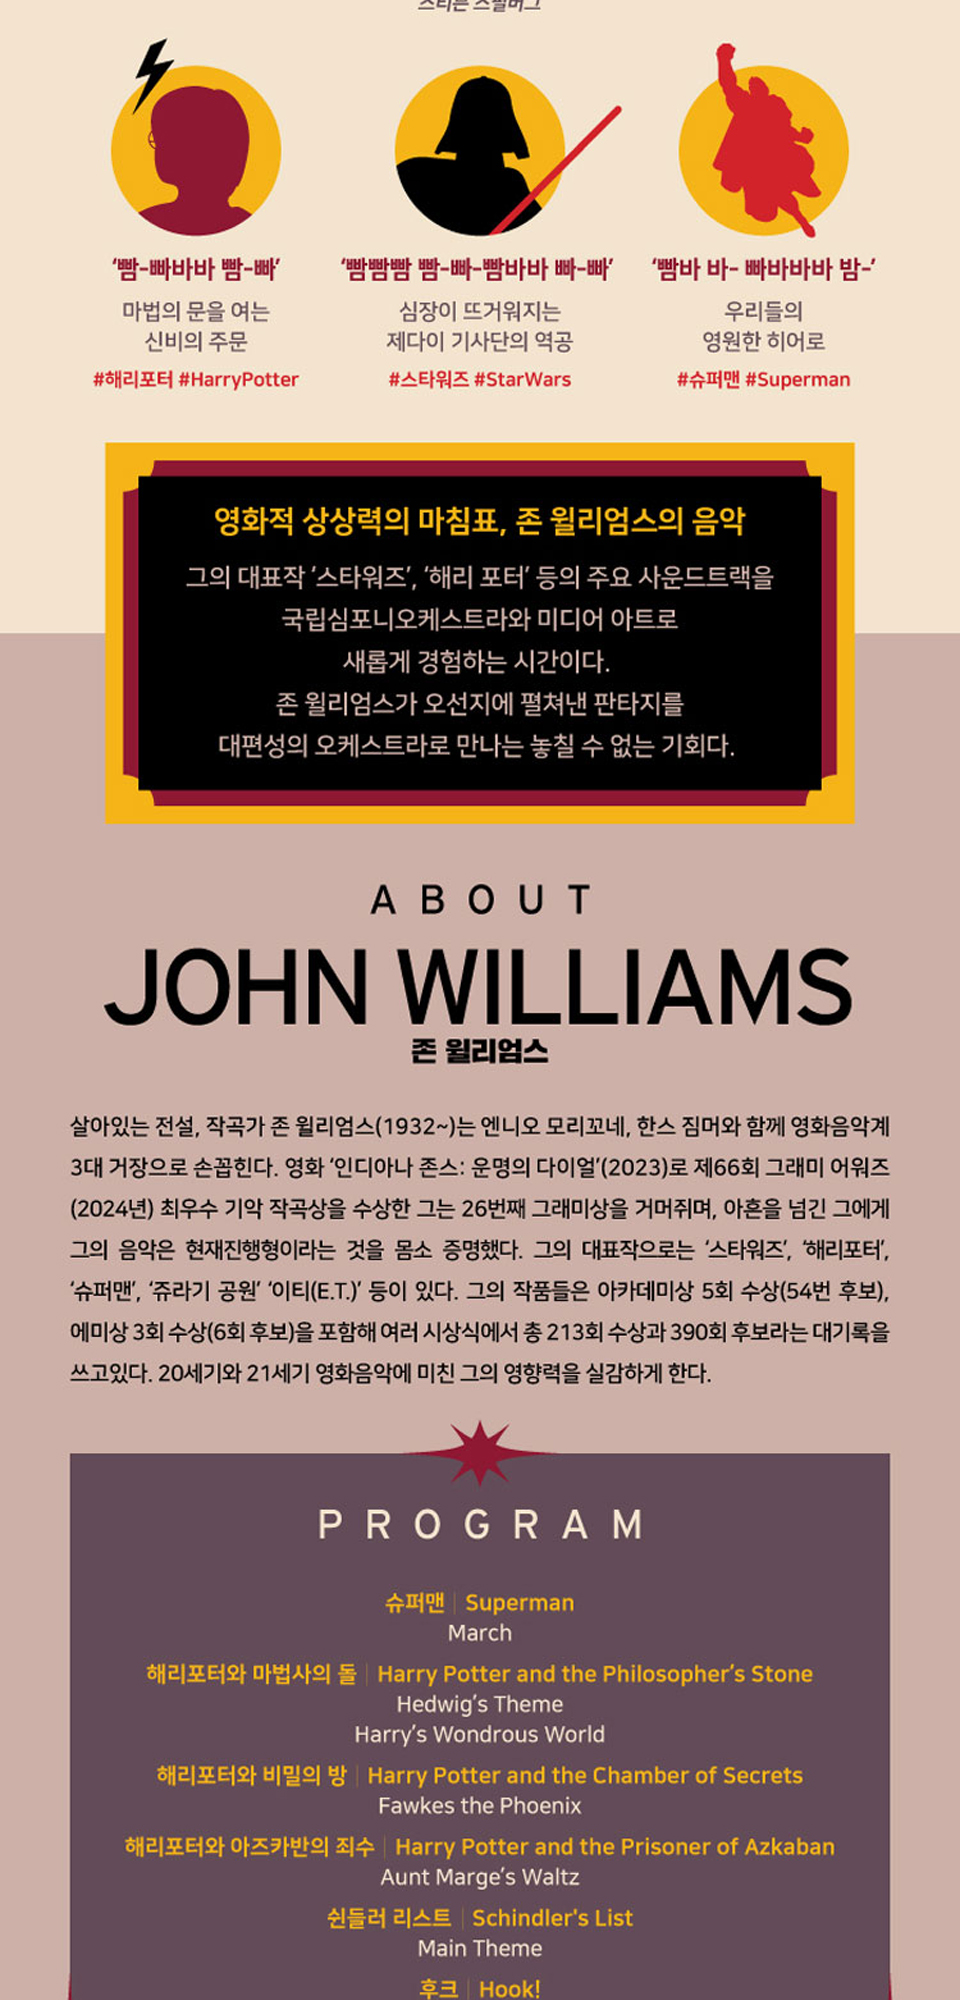 스티븐 스필버그
‘빰-빠바바 빰-빠’
‘빰빰빰 빰-빠-빰바바 빠-빠’
‘빰바 바- 빠바바바 밤-’
마법의 문을 여는
신비의 주문
심장이 뜨거워지는
제다이 기사단의 역공
우리들의
영원한 히어로
#해리포터 #HarryPotter
#스타워즈 #StarWars
#슈퍼맨 #Superman
영화적 상상력의 마침표, 존 윌리엄스의 음악
그의 대표작 ‘스타워즈’, ‘해리 포터’ 등의 주요 사운드트랙을
국립심포니오케스트라와 미디어 아트로
새롭게 경험하는 시간이다.
존 윌리엄스가 오선지에 펼쳐낸 판타지를
대편성의 오케스트라로 만나는 놓칠 수 없는 기회다.
ABOUT
JOHN WILLIAMS
존 윌리엄스
살아있는 전설, 작곡가 존 윌리엄스(1932~)는 엔니오 모리꼬네, 한스 짐머와 함께 영화음악계
3대 거장으로 손꼽힌다. 영화 ‘인디아나 존스: 운명의 다이얼’(2023)로 제66회 그래미 어워즈
(2024년) 최우수 기악 작곡상을 수상한 그는 26번째 그래미상을 거머쥐며, 아흔을 넘긴 그에게
그의 음악은 현재진행형이라는 것을 몸소 증명했다. 그의 대표작으로는 ‘스타워즈’, ‘해리포터’,
‘슈퍼맨’, ‘쥬라기 공원’ ‘이티(E.T.)’ 등이 있다. 그의 작품들은 아카데미상 5회 수상(54번 후보),
에미상 3회 수상(6회 후보)을 포함해 여러 시상식에서 총 213회 수상과 390회 후보라는 대기록을
쓰고있다. 20세기와 21세기 영화음악에 미친 그의 영향력을 실감하게 한다.
PROGRAM
슈퍼맨 | Superman
March
해리포터와 마법사의 돌 | Harry Potter and the Philosopher’s Stone
Hedwig’s Theme
Harry’s Wondrous World
해리포터와 비밀의 방 | Harry Potter and the Chamber of Secrets
Fawkes the Phoenix
해리포터와 아즈카반의 죄수 | Harry Potter and the Prisoner of Azkaban
Aunt Marge’s Waltz
쉰들러 리스트 | Schindler's List
Main Theme
후크 | Hook!